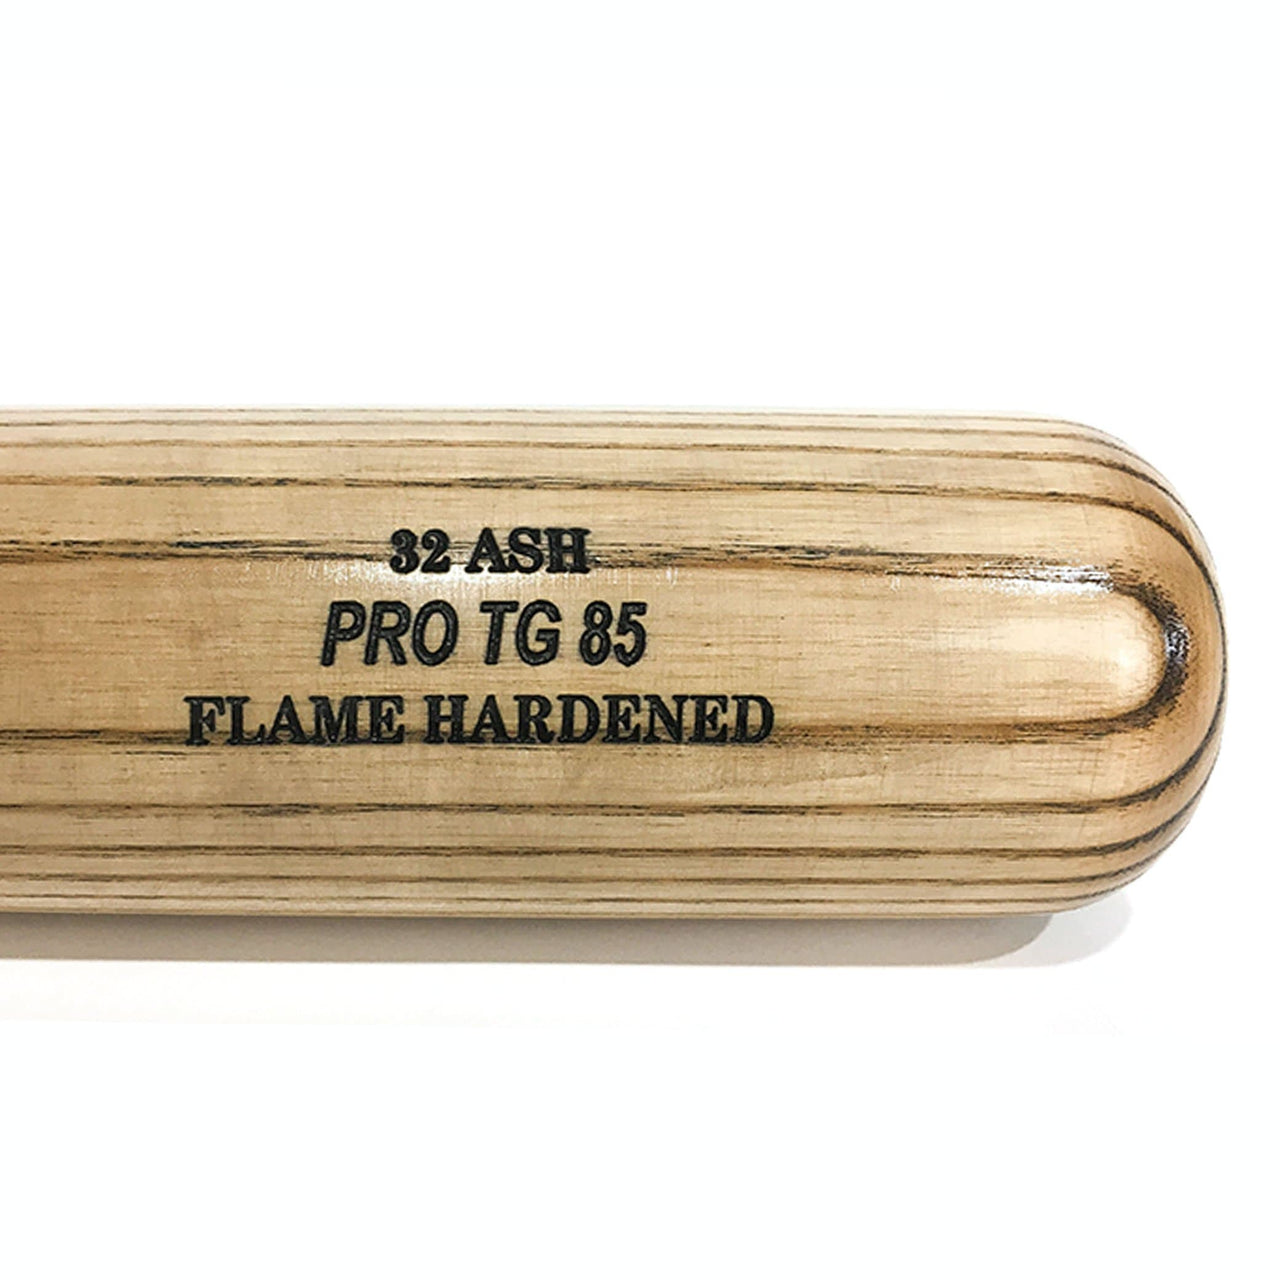 32 ASH
PRO TG 85
FLAME HARDENED